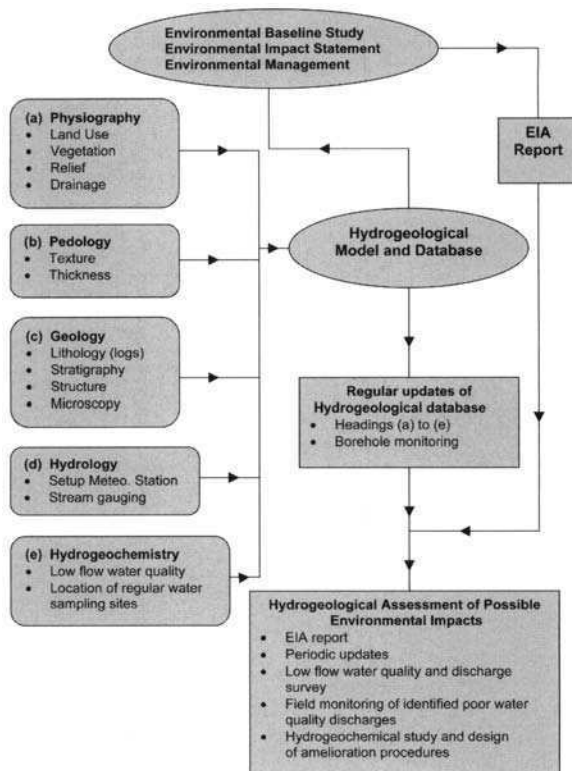 Environmental Baseline Study
Environmental Impact Statement
Environmental Management
EIA
Report
(a) Physiography
• Land Use
• Vegetation
• Relief
• Drainage
Hydrogeological
Model and Database
(b) Pedology
• Texture
• Thickness
(c) Geology
• Lithology (logs)
• Stratigraphy
• Structure
• Microscopy
Regular updates of
Hydrogeological database
• Headings (a) to (e)
• Borehole monitoring
(d) Hydrology
• Setup Meteo. Station
• Stream gauging
(e) Hydrogeochemistry
• Low flow water quality
• Location of regular water
sampling sites
Hydrogeological Assessment of Possible
Environmental Impacts
• EIA report
• Periodic updates
• Low flow water quality and discharge
survey
• Field monitoring of identified poor water
quality discharges
• Hydrogeochemical study and design
of amelioration procedures